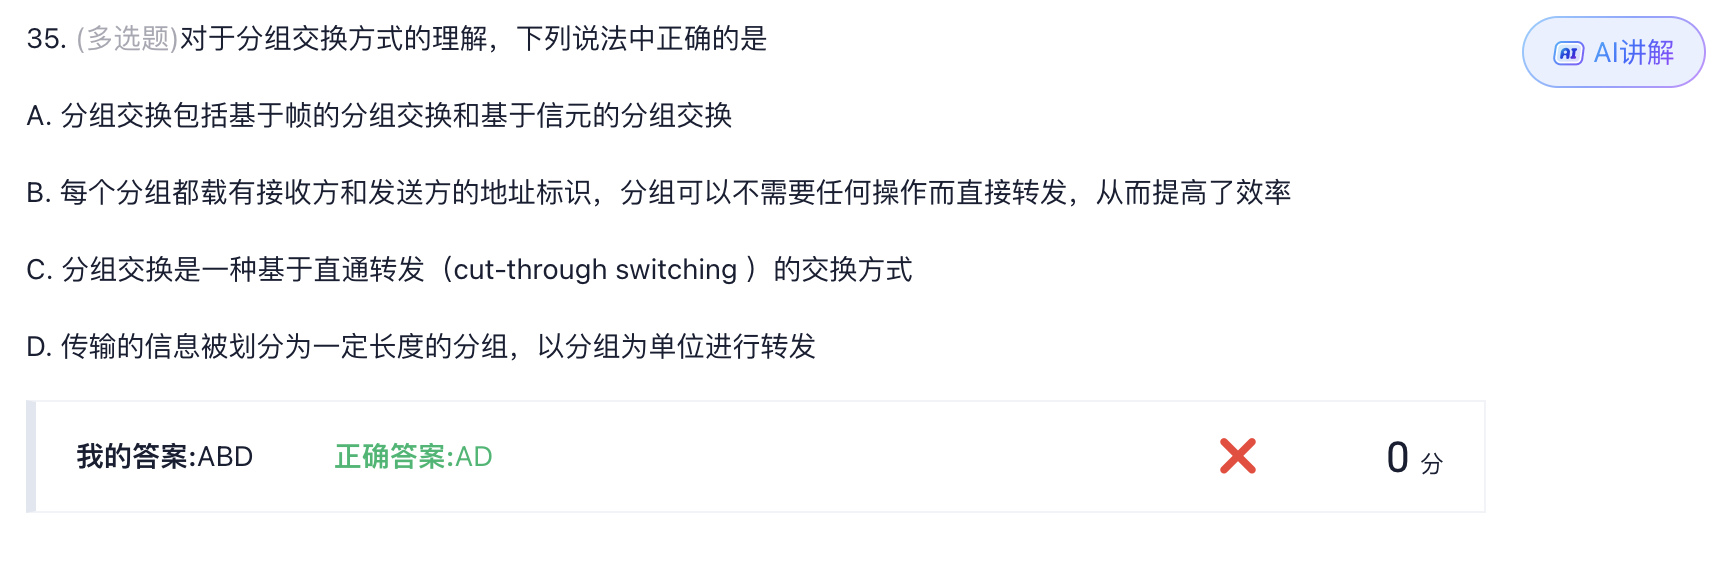 35. (多选题)对于分组交换方式的理解，下列说法中正确的是
AI AI讲解
A. 分组交换包括基于帧的分组交换和基于信元的分组交换
B. 每个分组都载有接收方和发送方的地址标识，分组可以不需要任何操作而直接转发，从而提高了效率
C. 分组交换是一种基于直通转发（cut-through switching ）的交换方式
D. 传输的信息被划分为一定长度的分组，以分组为单位进行转发
我的答案:ABD 正确答案:AD 0 分